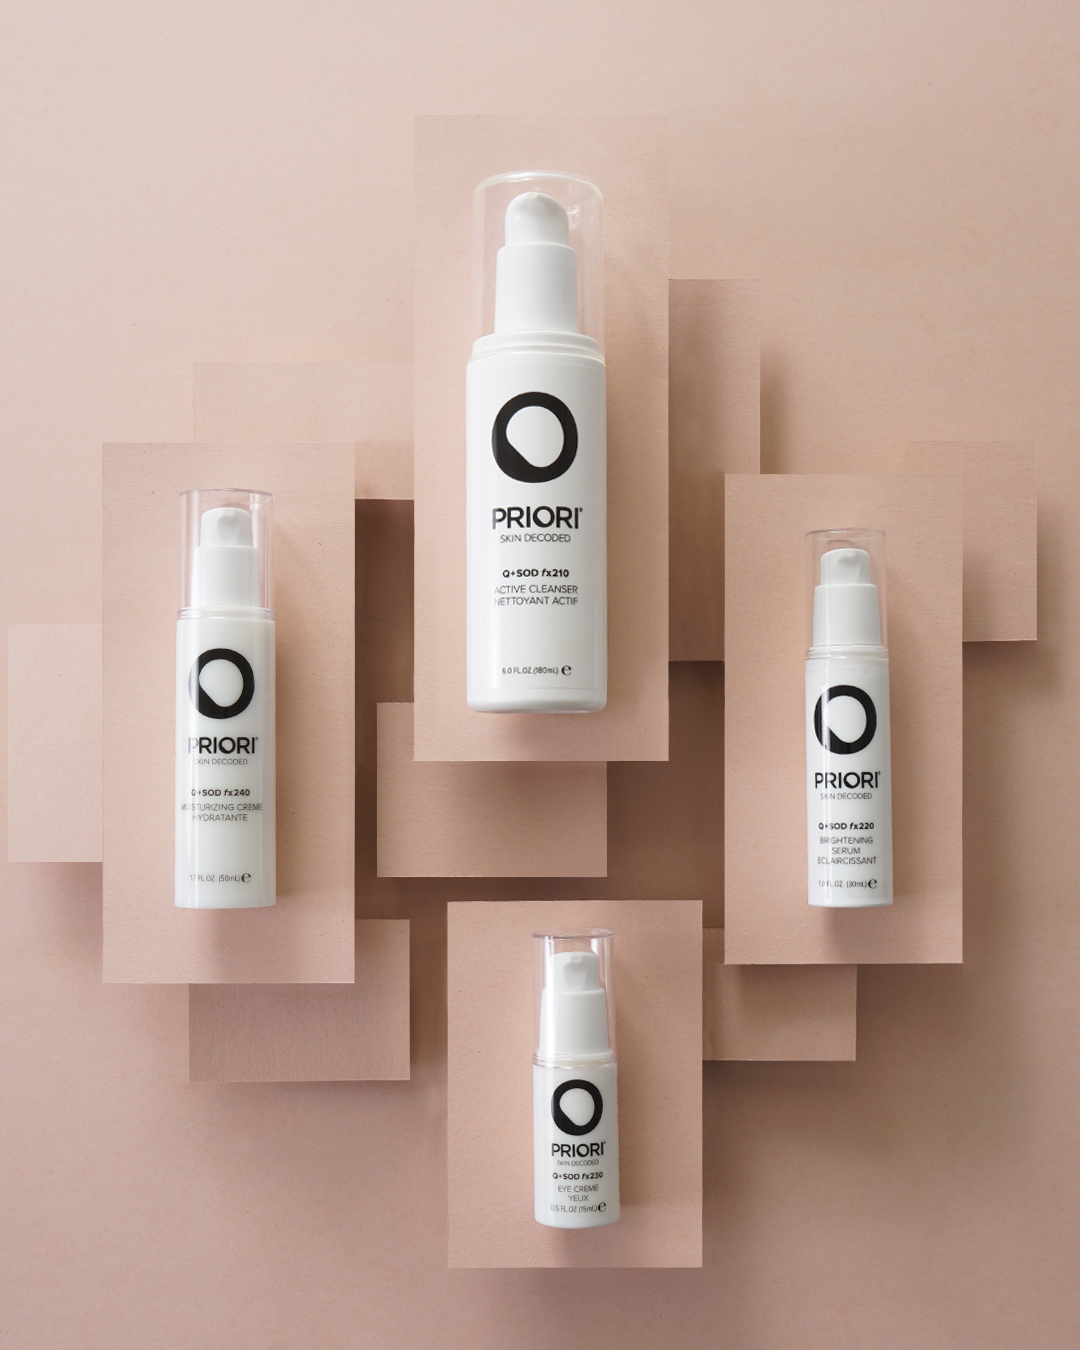 PRIORI®
SKIN DECODED
Q+SOD fx210
ACTIVE CLEANSER
NETTOYANT ACTIF
6.0 FL.OZ.(180mL) e
PRIORI®
SKIN DECODED
Q+SOD fx240
MOISTURIZING CREME
HYDRATANTE
1.7 FL.OZ. (50mL) e
PRIORI®
SKIN DECODED
Q+SOD fx220
BRIGHTENING
SERUM
ECLAIRCISSANT
1.0 FL.OZ. (30mL) e
PRIORI®
SKIN DECODED
Q+SOD fx230
EYE CREME
YEUX
0.5 FL.OZ (15mL) e